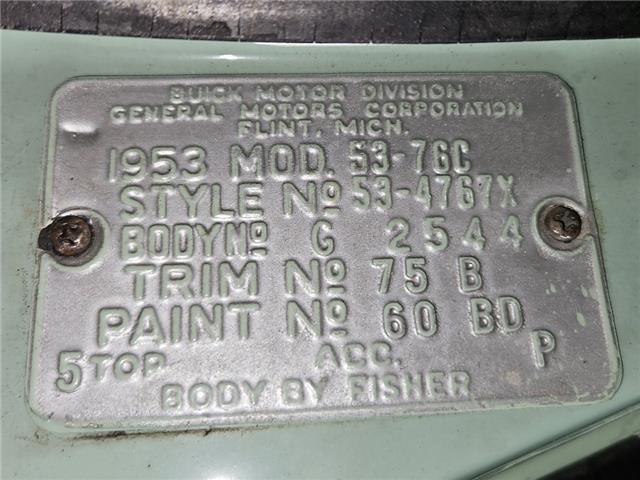 BUICK MOTOR DIVISION
GENERAL MOTORS CORPORATION
FLINT, MICH.
1953 MOD. 53-76C
STYLE Nº 53-4767X
BODY Nº G 2544
TRIM Nº 75 B
PAINT Nº 60 BD
5 TOP ACC. P
BODY BY FISHER